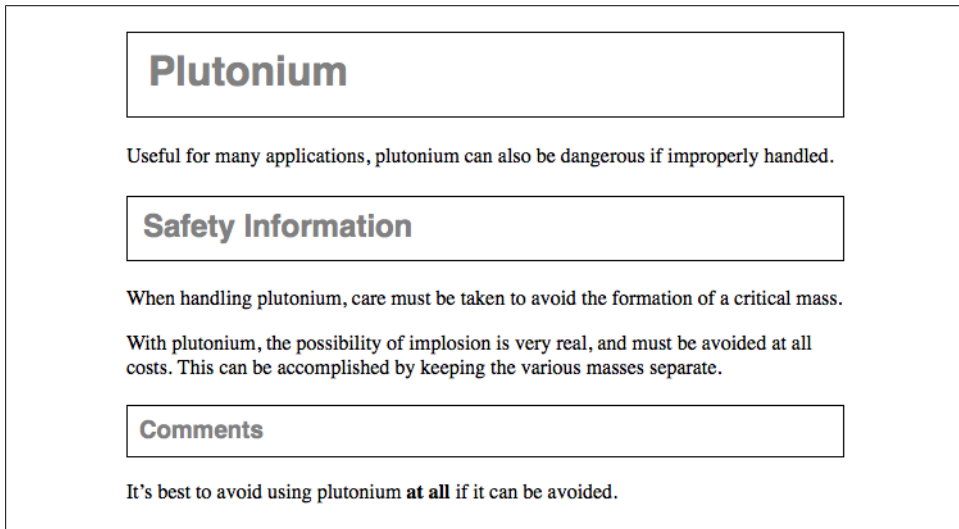 Plutonium
Useful for many applications, plutonium can also be dangerous if improperly handled.
Safety Information
When handling plutonium, care must be taken to avoid the formation of a critical mass.
With plutonium, the possibility of implosion is very real, and must be avoided at all
costs. This can be accomplished by keeping the various masses separate.
Comments
It’s best to avoid using plutonium at all if it can be avoided.